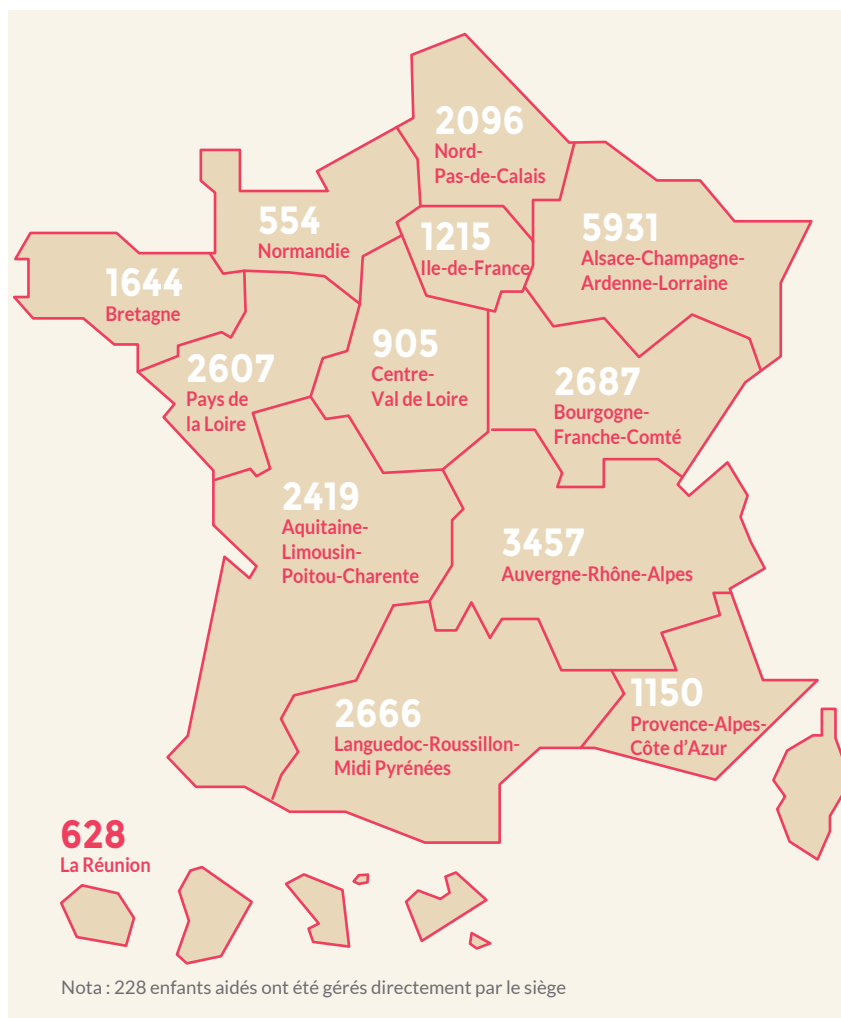 2096
Nord-
Pas-de-Calais
554
Normandie
1215
Ile-de-France
5931
Alsace-Champagne-
Ardenne-Lorraine
1644
Bretagne
2607
Pays de
la Loire
905
Centre-
Val de Loire
2687
Bourgogne-
Franche-Comté
2419
Aquitaine-
Limousin-
Poitou-Charente
3457
Auvergne-Rhône-Alpes
2666
Languedoc-Roussillon-
Midi Pyrénées
1150
Provence-Alpes-
Côte d'Azur
628
La Réunion
Nota : 228 enfants aidés ont été gérés directement par le siège